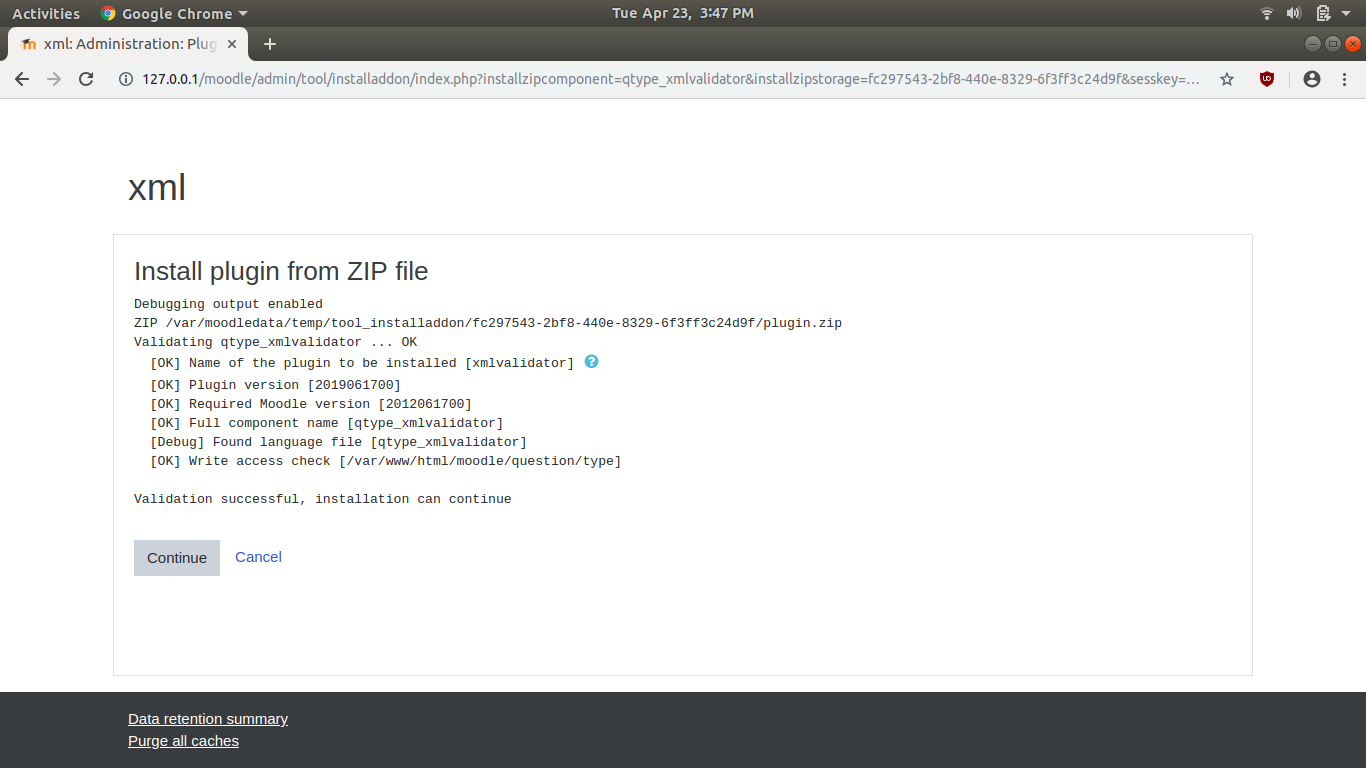 Activities
Google Chrome
Tue Apr 23, 3:47 PM
xml: Administration: Plug
127.0.0.1/moodle/admin/tool/installaddon/index.php?installzipcomponent=qtype_xmlvalidator&installzipstorage=fc297543-2bf8-440e-8329-6f3ff3c24d9f&sesskey=...
xml
Install plugin from ZIP file
Debugging output enabled
ZIP /var/moodledata/temp/tool_installaddon/fc297543-2bf8-440e-8329-6f3ff3c24d9f/plugin.zip
Validating qtype_xmlvalidator ... OK
[OK] Name of the plugin to be installed [xmlvalidator] ?
[OK] Plugin version [2019061700]
[OK] Required Moodle version [2012061700]
[OK] Full component name [qtype_xmlvalidator]
[Debug] Found language file [qtype_xmlvalidator]
[OK] Write access check [/var/www/html/moodle/question/type]
Validation successful, installation can continue
Continue
Cancel
Data retention summary
Purge all caches